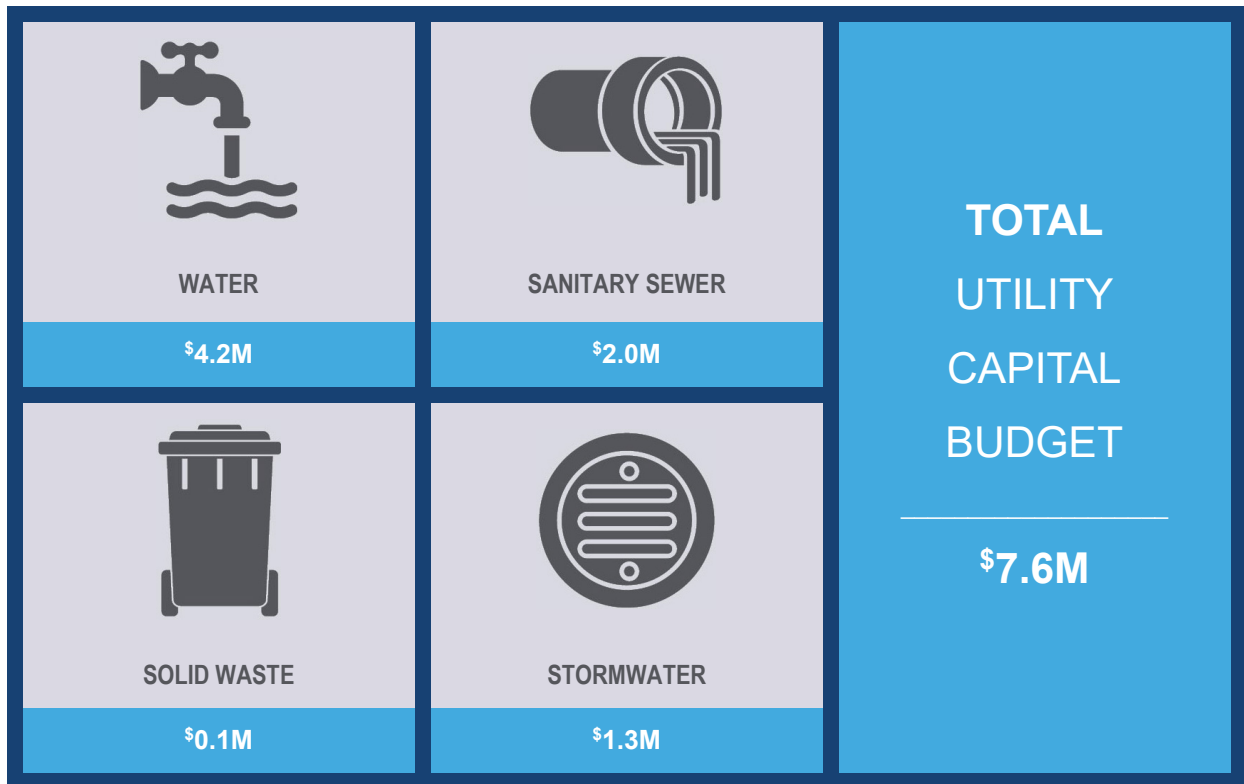 WATER
$4.2M
SANITARY SEWER
$2.0M
SOLID WASTE
$0.1M
STORMWATER
$1.3M
TOTAL
UTILITY
CAPITAL
BUDGET
$7.6M